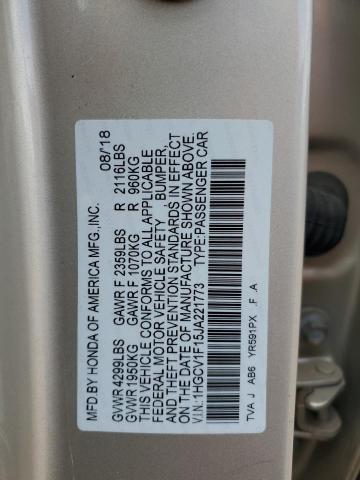 MFD BY HONDA OF AMERICA MFG.,INC. 08/18
GVWR 4299LBS GAWR F 2359LBS R 2116LBS
GVWR 1950KG GAWR F 1070KG R 960KG
THIS VEHICLE CONFORMS TO ALL APPLICABLE
FEDERAL MOTOR VEHICLE SAFETY , BUMPER,
AND THEFT PREVENTION STANDARDS IN EFFECT
ON THE DATE OF MANUFACTURE SHOWN ABOVE.
V.I.N.:1HGCV1F15JA221773 TYPE:PASSENGER CAR
TVA J AB6 YR591PX .F .A